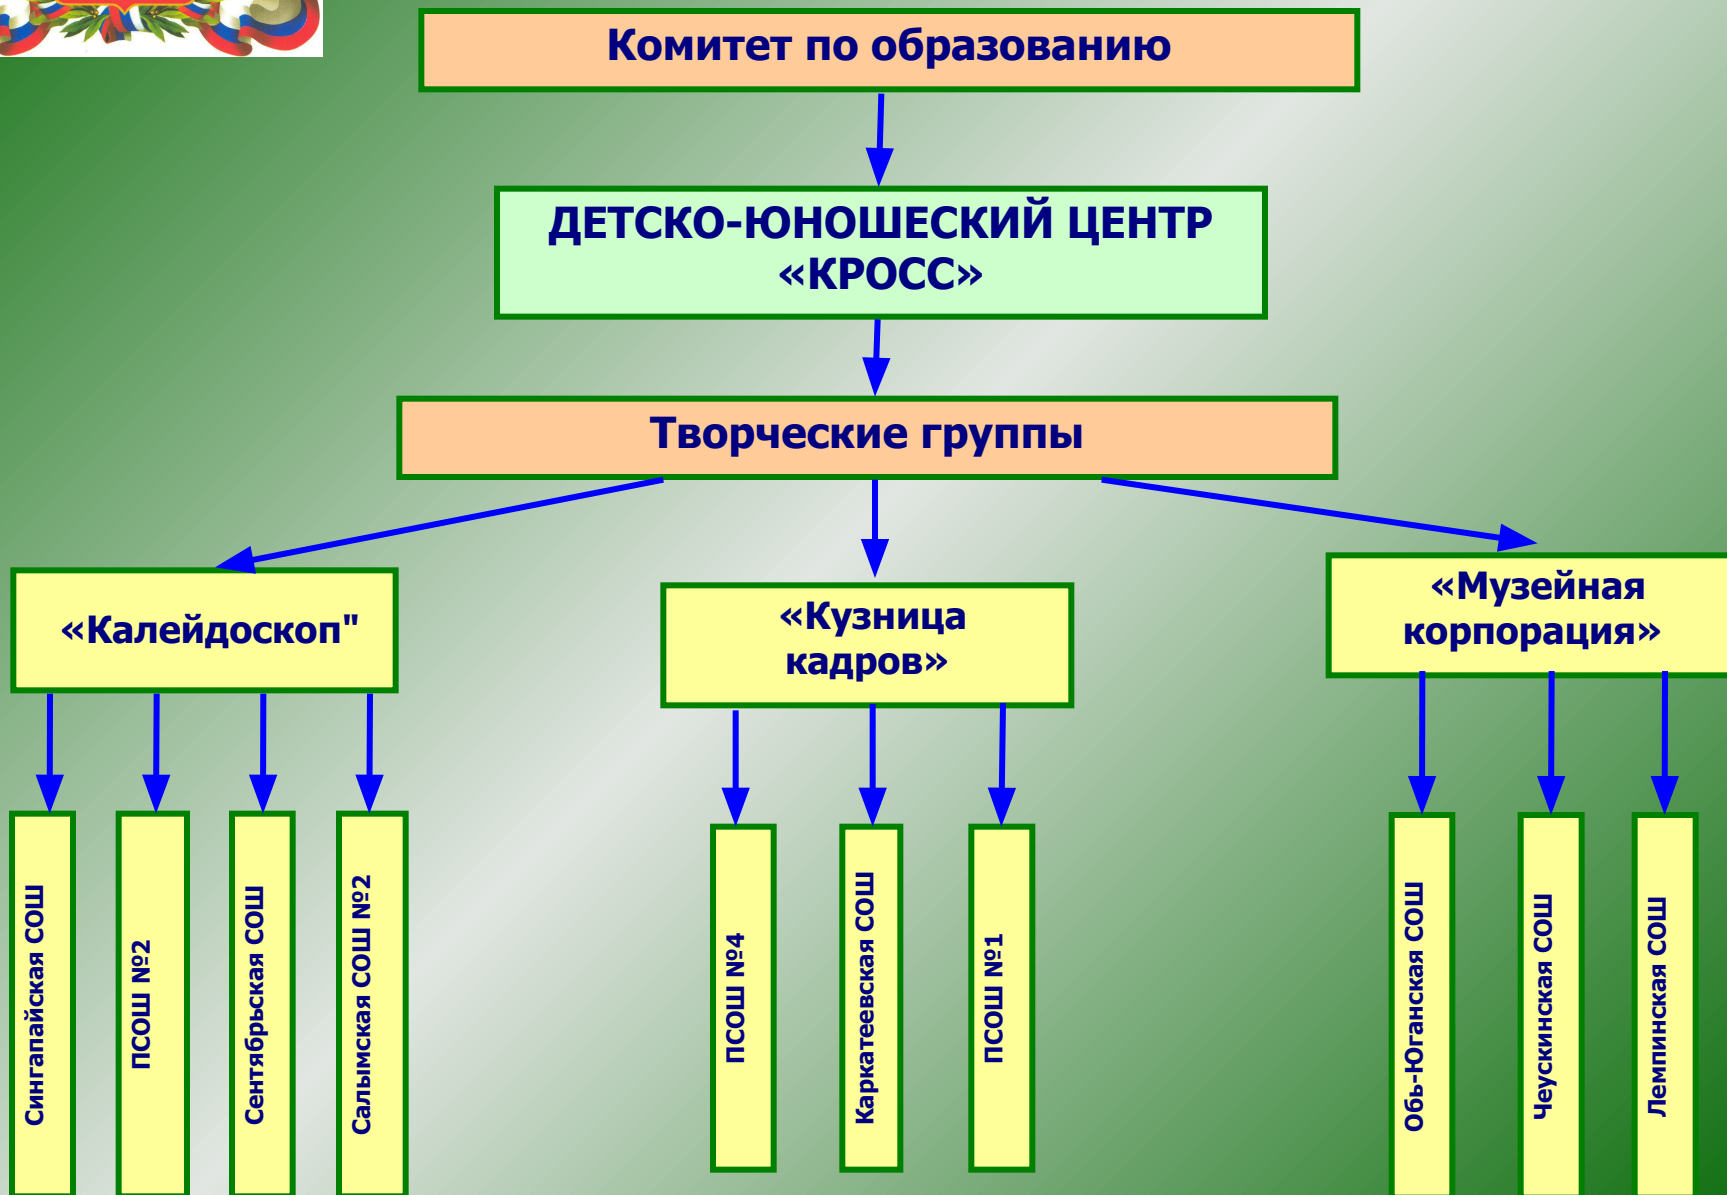 Комитет по образованию
ДЕТСКО-ЮНОШЕСКИЙ ЦЕНТР
«КРОСС»
Творческие группы
«Калейдоскоп"
«Кузница
кадров»
«Музейная
корпорация»
Сингапайская СОШ
ПСОШ №2
Сентябрьская СОШ
Салымская СОШ №2
ПСОШ №4
Каркатеевская СОШ
ПСОШ №1
Обь-Юганская СОШ
Чеускинская СОШ
Лемпинская СОШ